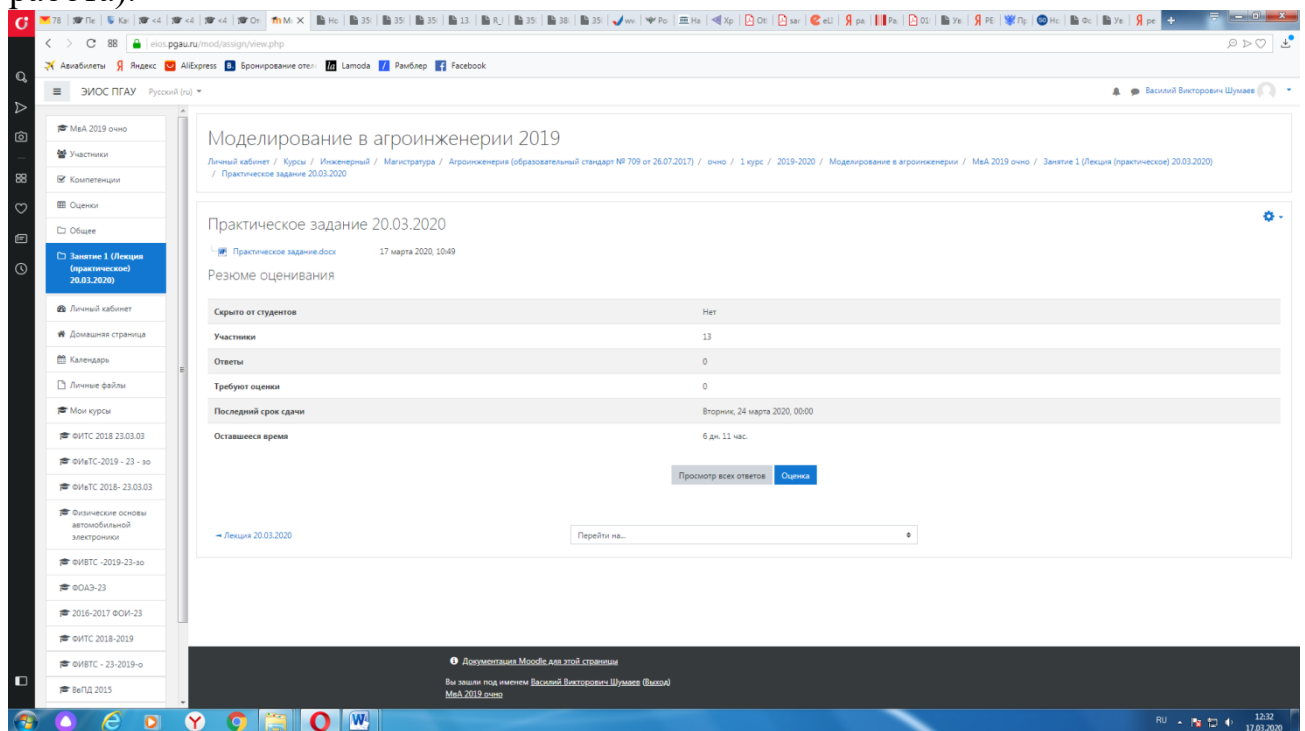 работа).
eios.pgau.ru/mod/assign/view.php
Авиабилеты Яндекс AliExpress Бронирование отел Lamoda Рамблер Facebook
ЭИОС ПГАУ Русский (ru)
Василий Викторович Шумаев
МвА 2019 очно
Участники
Компетенции
Оценки
Общее
Занятие 1 (Лекция
(практическое)
20.03.2020)
Личный кабинет
Домашняя страница
Календарь
Личные файлы
Мои курсы
ФИТС 2018 23.03.03
ФИвТС-2019 - 23 - зо
ФИвТС 2018- 23.03.03
Физические основы
автомобильной
электроники
ФИВТС -2019-23-зо
ФОАЭ-23
2016-2017 ФОИ-23
ФИТС 2018-2019
ФИВТС - 23-2019-о
ВвПД 2015
Моделирование в агроинженерии 2019
Личный кабинет / Курсы / Инженерный / Магистратура / Агроинженерия (образовательный стандарт № 709 от 26.07.2017) / очно / 1 курс / 2019-2020 / Моделирование в агроинженерии / МвА 2019 очно / Занятие 1 (Лекция (практическое) 20.03.2020)
/ Практическое задание 20.03.2020
Практическое задание 20.03.2020
Практическое задание.docx 17 марта 2020, 10:49
Резюме оценивания
Скрыто от студентов Нет
Участники 13
Ответы 0
Требуют оценки 0
Последний срок сдачи Вторник, 24 марта 2020, 00:00
Оставшееся время 6 дн. 11 час.
Просмотр всех ответов Оценка
→ Лекция 20.03.2020 Перейти на...
Документация Moodle для этой страницы
Вы зашли под именем Василий Викторович Шумаев (Выход)
МвА 2019 очно
RU 12:32
17.03.2020